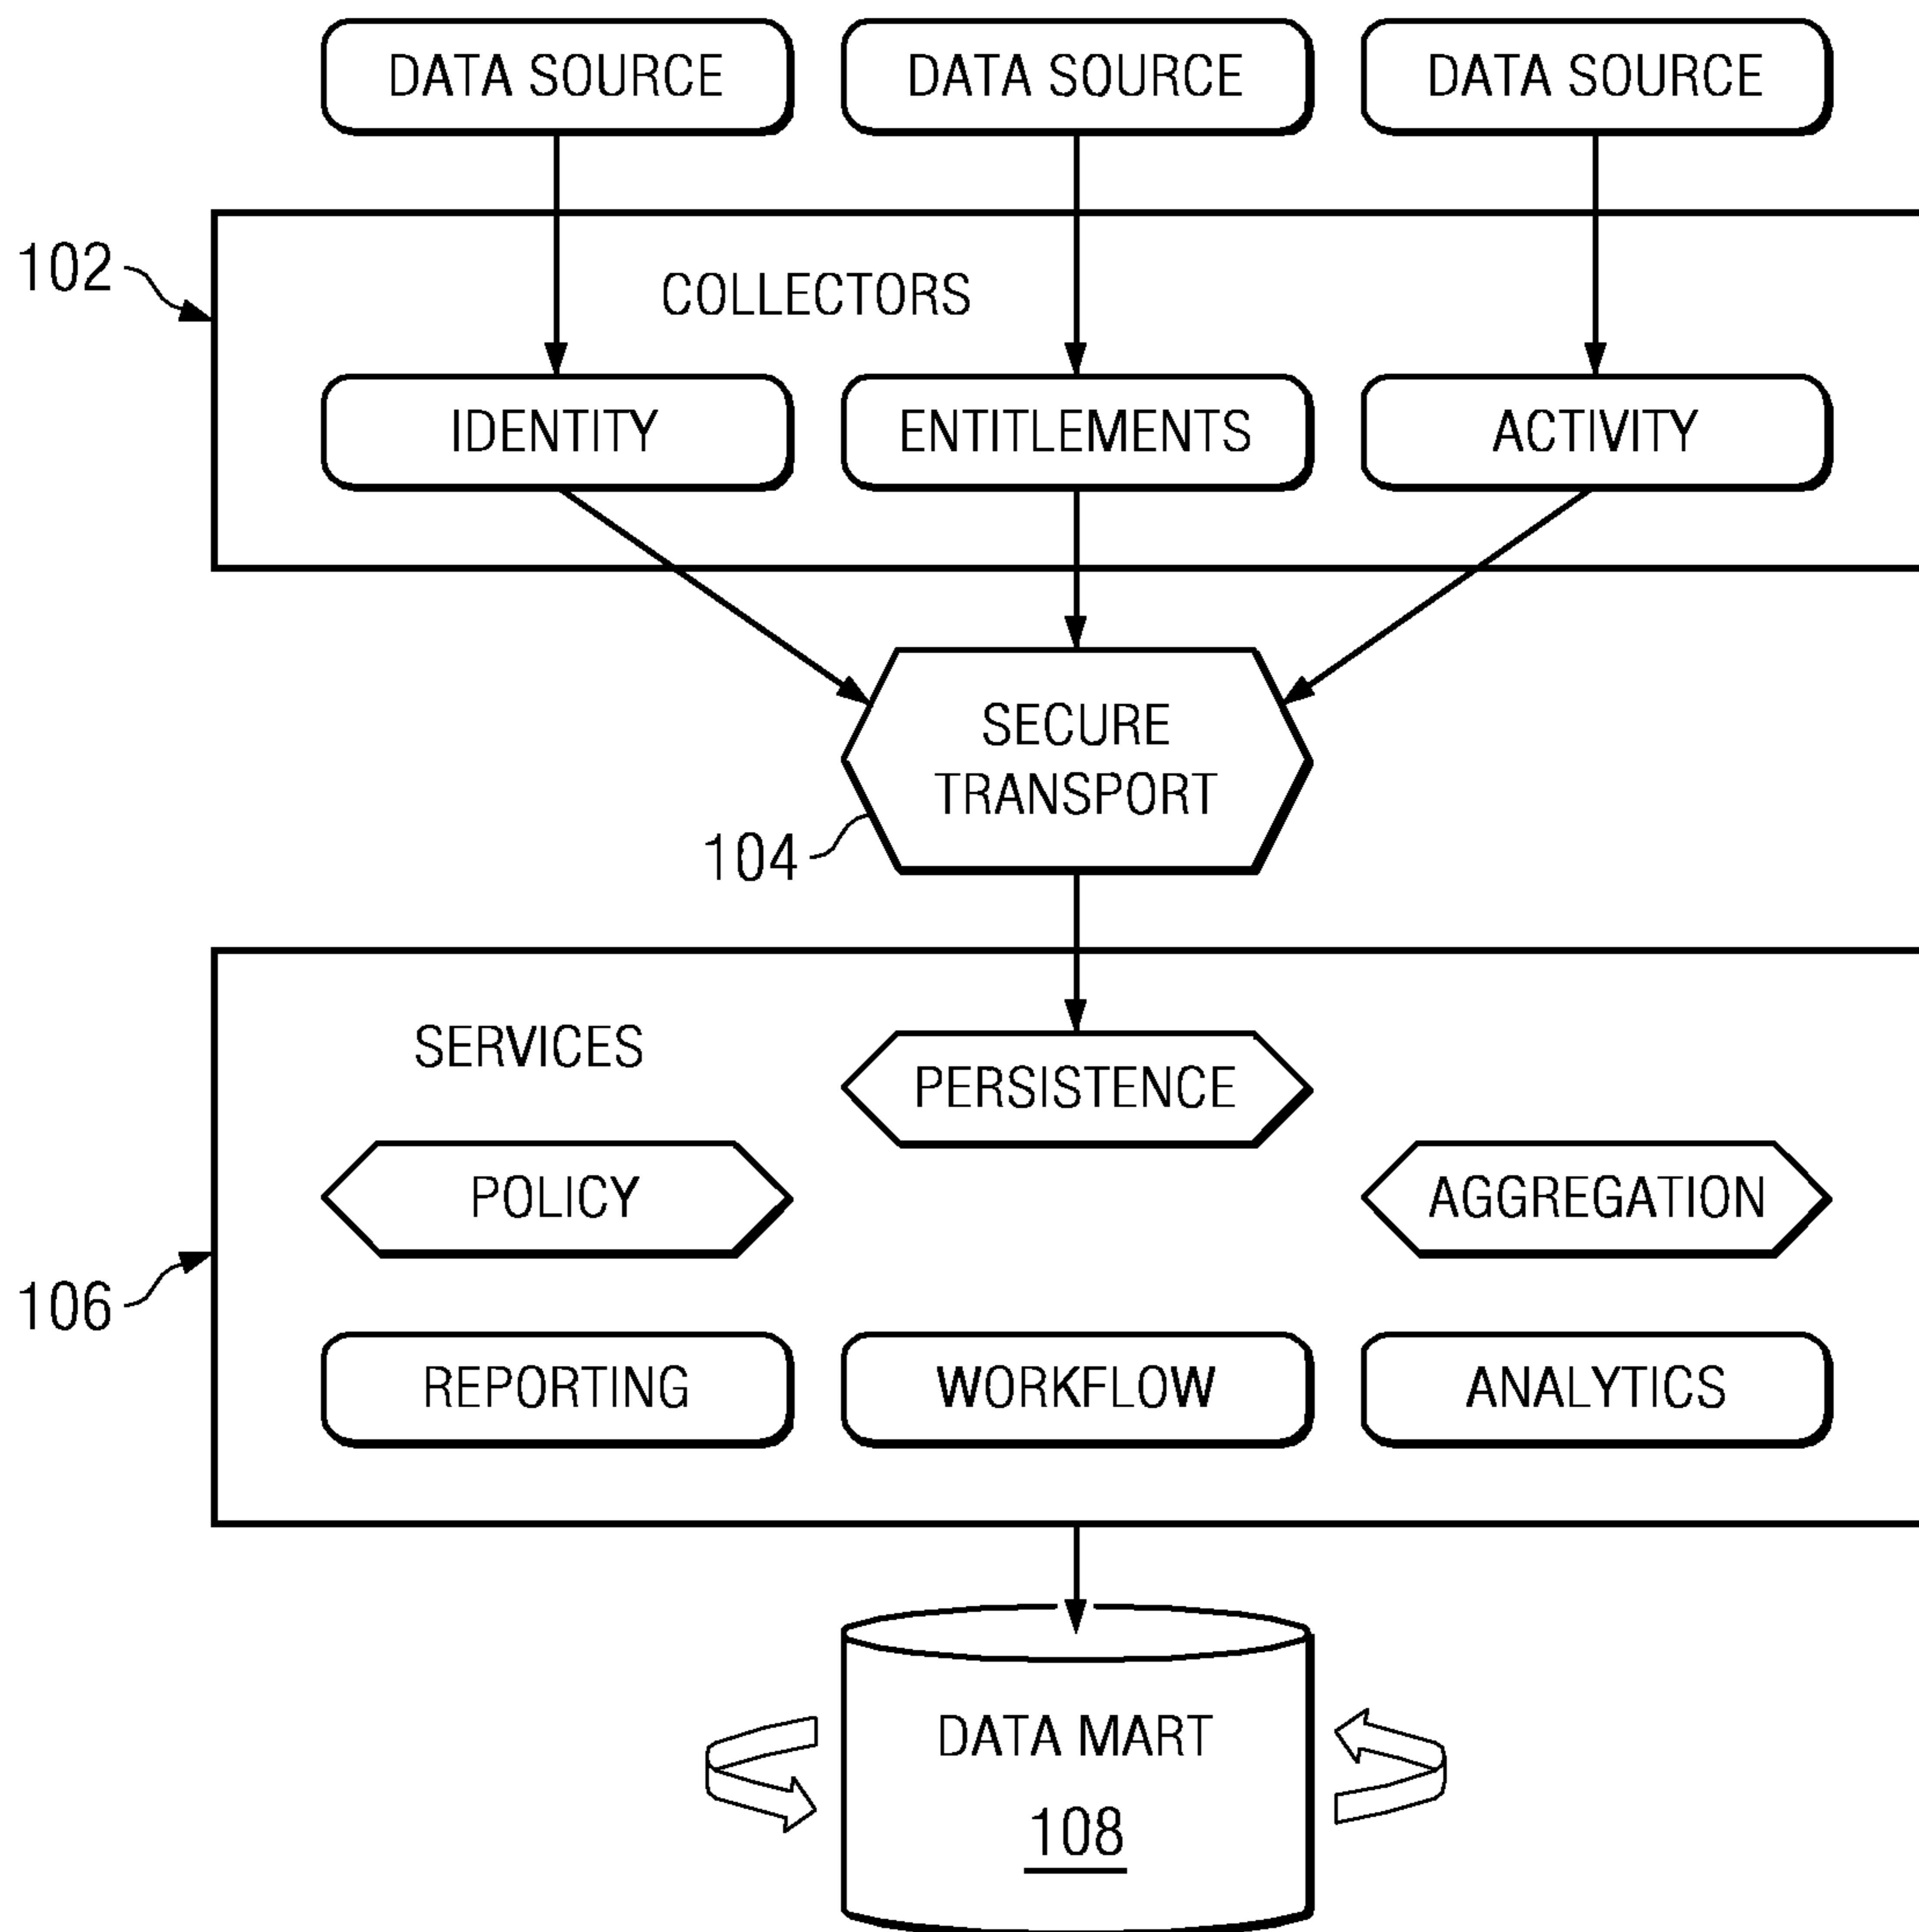 DATA SOURCE
DATA SOURCE
DATA SOURCE
102
COLLECTORS
IDENTITY
ENTITLEMENTS
ACTIVITY
SECURE
TRANSPORT
104
SERVICES
PERSISTENCE
POLICY
AGGREGATION
106
REPORTING
WORKFLOW
ANALYTICS
DATA MART
108